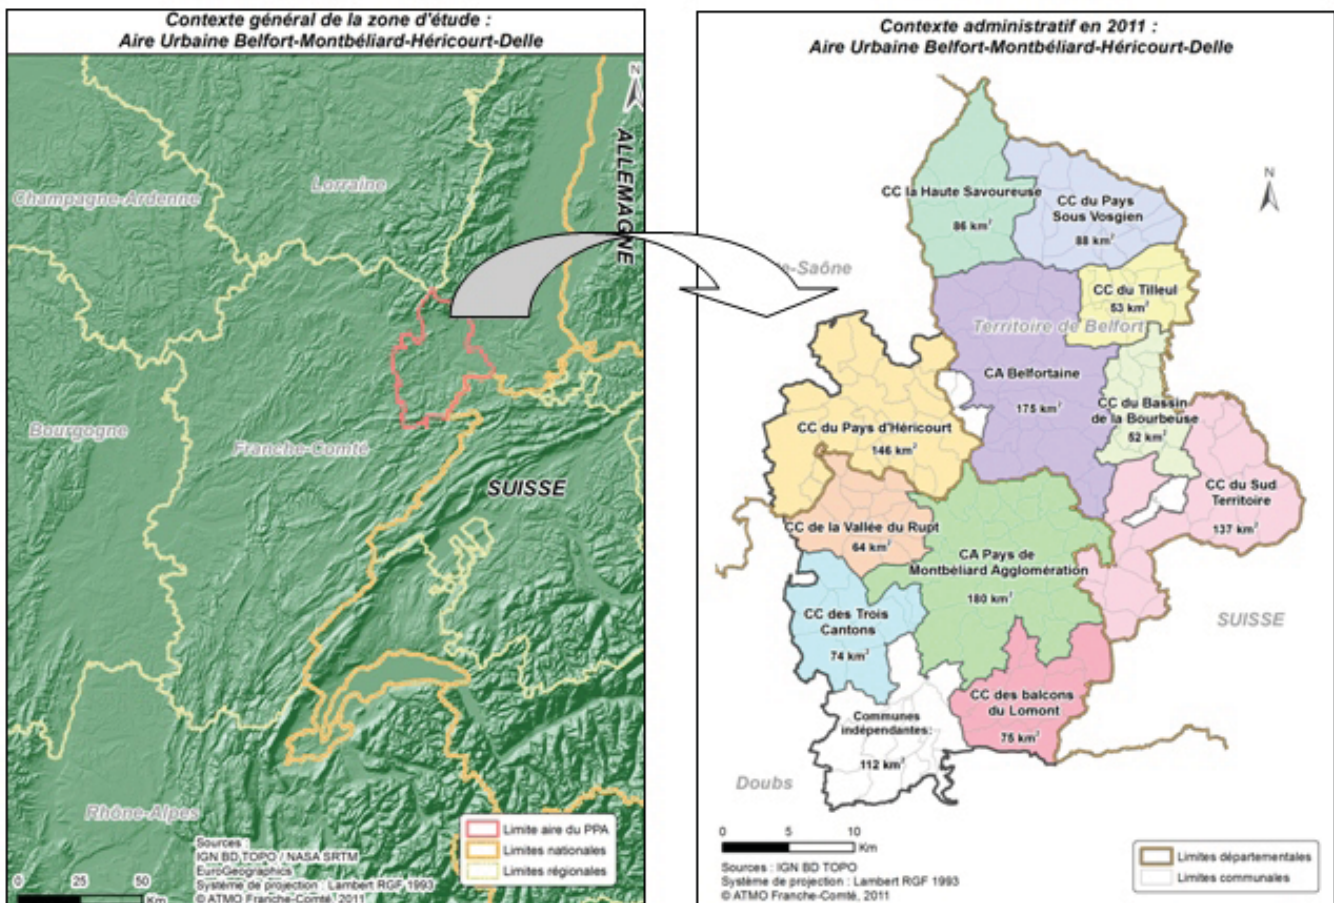 Contexte général de la zone d'étude :
Aire Urbaine Belfort-Montbéliard-Héricourt-Delle
N
ALLEMAGNE
Lorraine
Champagne-Ardenne
Bourgogne
Franche-Comté
SUISSE
Rhône-Alpes
Limite aire du PPA
Limites nationales
Limites régionales
Sources :
IGN BD TOPO / NASA SRTM
EuroGeographics
Système de projection : Lambert RGF 1993
© ATMO Franche-Comté, 2011
0 25 50
Km
Contexte administratif en 2011 :
Aire Urbaine Belfort-Montbéliard-Héricourt-Delle
N
CC la Haute Savoureuse
86 km²
CC du Pays
Sous Vosgien
88 km²
e-Saône
CC du Tilleul
53 km²
Territoire de Belfort
CA Belfortaine
175 km²
CC du Bassin
de la Bourbeuse
52 km²
CC du Pays d'Héricourt
146 km²
CC du Sud
Territoire
137 km²
CC de la Vallée du Rupt
64 km²
CA Pays de
Montbéliard Agglomération
180 km²
CC des Trois
Cantons
74 km²
SUISSE
CC des balcons
du Lomont
75 km²
Communes
indépendantes:
112 km²
Doubs
0 5 10
Km
Sources : IGN BD TOPO
Système de projection : Lambert RGF 1993
© ATMO Franche-Comté, 2011
Limites départementales
Limites communales